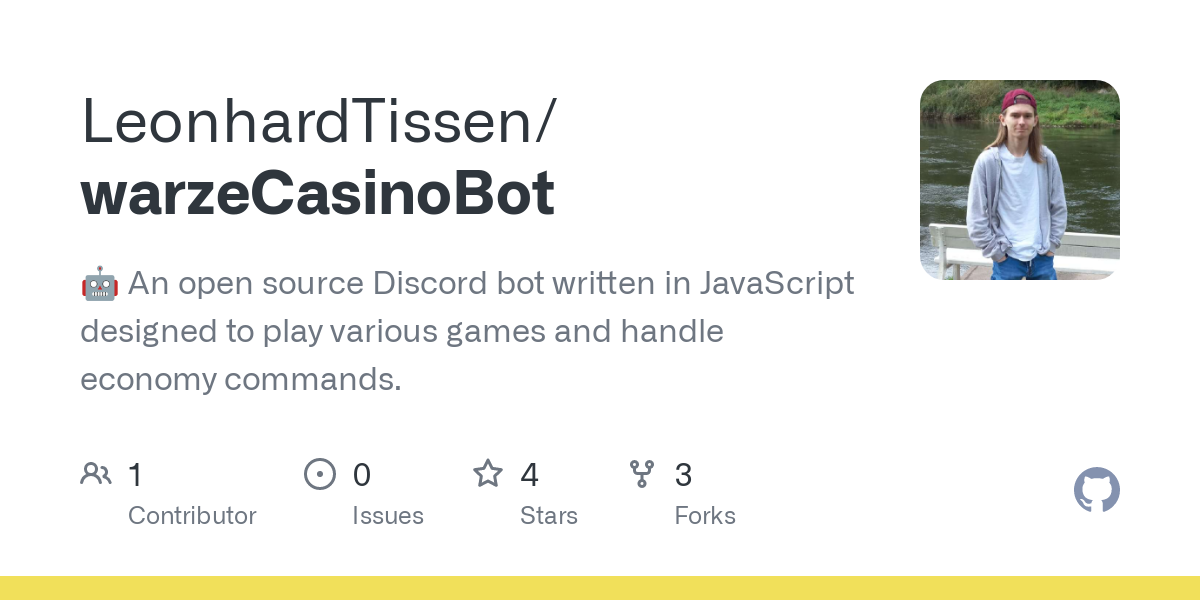 LeonhardTissen/
warzeCasinoBot
🤖 An open source Discord bot written in JavaScript
designed to play various games and handle
economy commands.
1 0 4 3
Contributor Issues Stars Forks